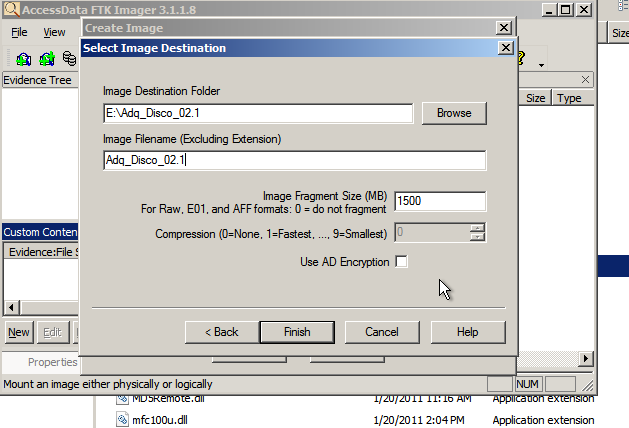 AccessData FTK Imager 3.1.1.8
Create Image
File View
Size
Select Image Destination
Evidence Tree
Image Destination Folder
E:\Adq_Disco_02.1
Browse
Size Type
Image Filename (Excluding Extension)
Adq_Disco_02.1
Image Fragment Size (MB)
1500
For Raw, E01, and AFF formats: 0 = do not fragment
Custom Conten
Compression (0=None, 1=Fastest, ..., 9=Smallest)
0
Evidence:File S
Use AD Encryption
New Edit
< Back Finish Cancel Help
Properties
Mount an image either physically or logically
NUM
MD5Remote.dll 1/20/2011 11:16 AM Application extension
mfc100u.dll 1/20/2011 2:04 PM Application extension